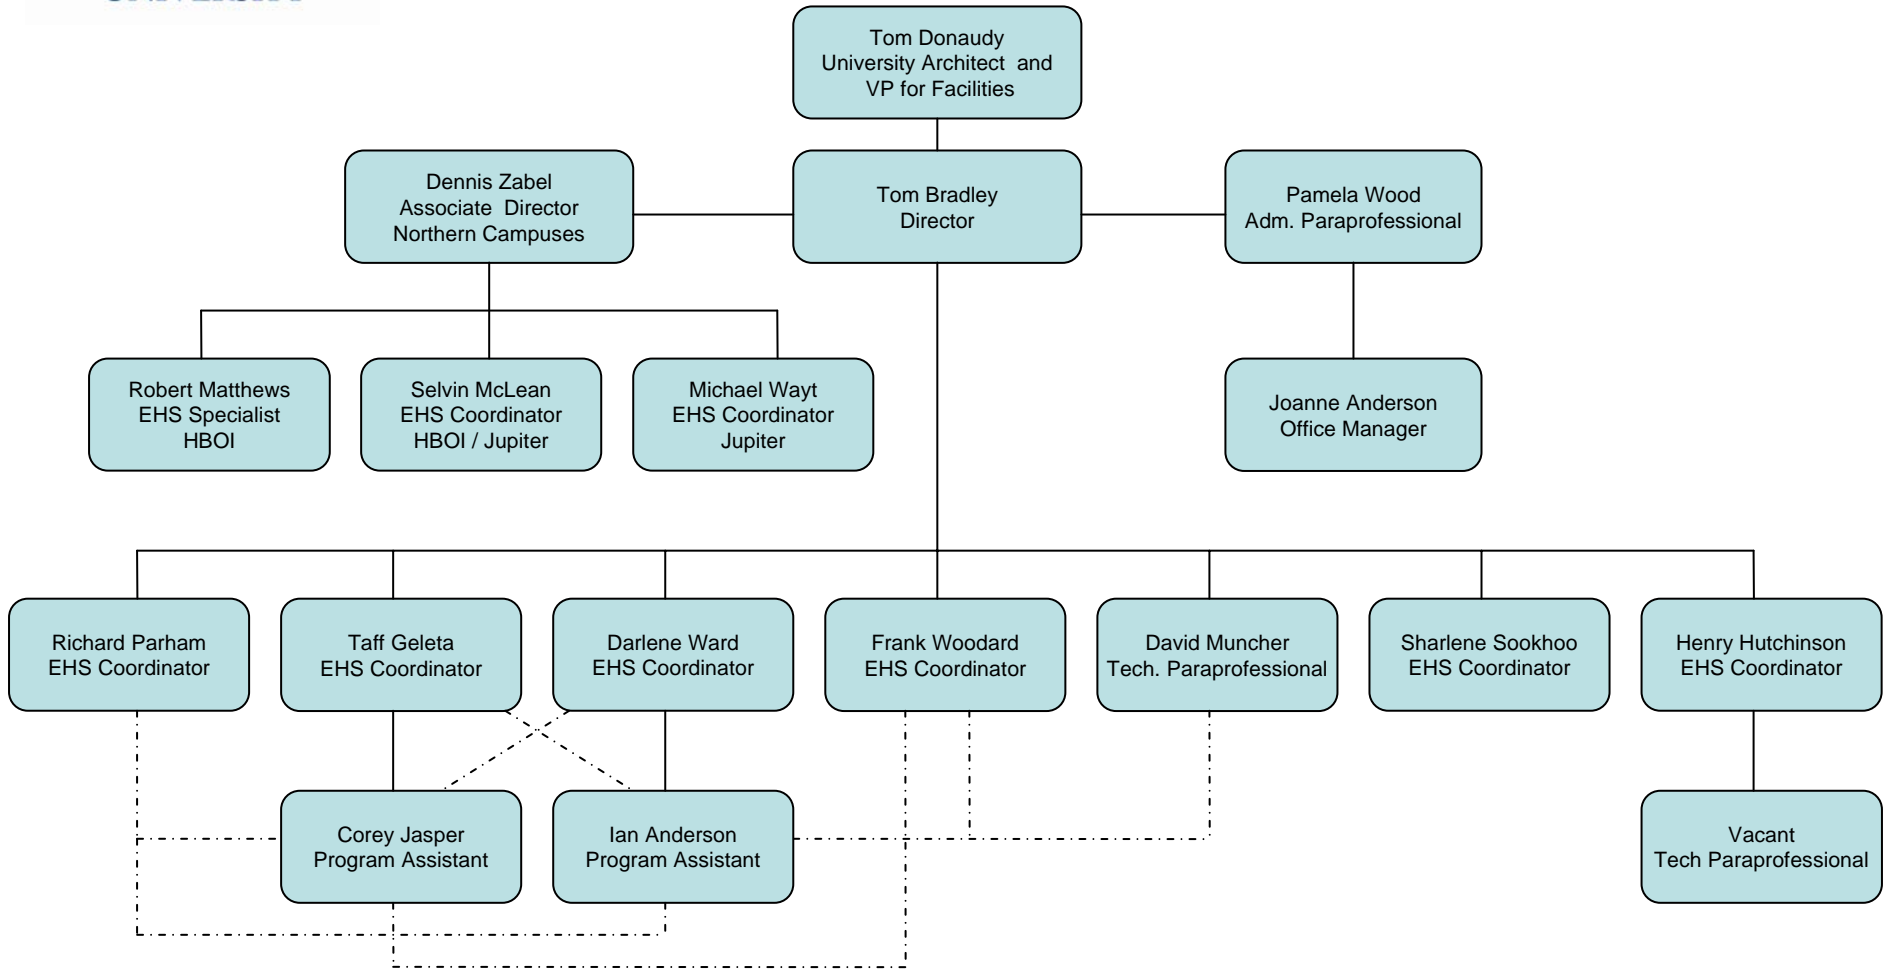 Tom Donaudy
University Architect and
VP for Facilities
Dennis Zabel
Associate Director
Northern Campuses
Tom Bradley
Director
Pamela Wood
Adm. Paraprofessional
Robert Matthews
EHS Specialist
HBOI
Selvin McLean
EHS Coordinator
HBOI / Jupiter
Michael Wayt
EHS Coordinator
Jupiter
Joanne Anderson
Office Manager
Richard Parham
EHS Coordinator
Taff Geleta
EHS Coordinator
Darlene Ward
EHS Coordinator
Frank Woodard
EHS Coordinator
David Muncher
Tech. Paraprofessional
Sharlene Sookhoo
EHS Coordinator
Henry Hutchinson
EHS Coordinator
Corey Jasper
Program Assistant
Ian Anderson
Program Assistant
Vacant
Tech Paraprofessional